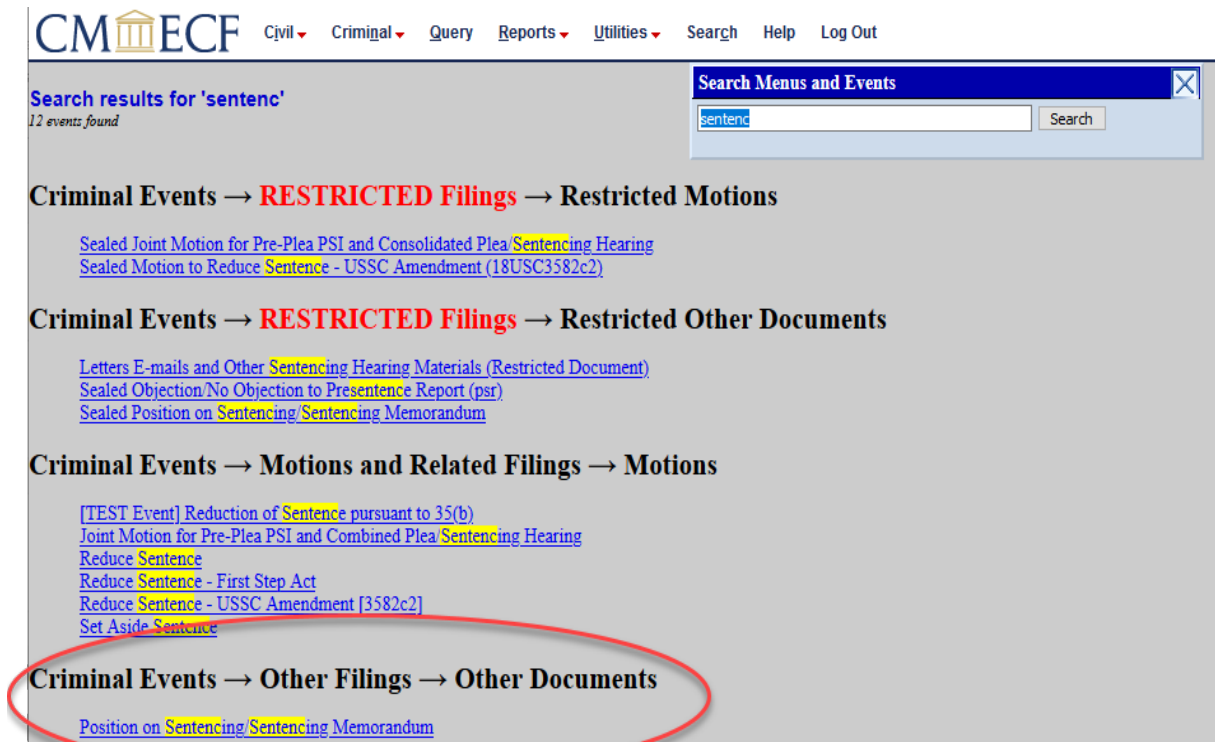 CM ECF Civil Criminal Query Reports Utilities Search Help Log Out
Search Menus and Events
sentenc Search
Search results for 'sentenc'
12 events found
Criminal Events → RESTRICTED Filings → Restricted Motions
Sealed Joint Motion for Pre-Plea PSI and Consolidated Plea/Sentencing Hearing
Sealed Motion to Reduce Sentence - USSC Amendment (18USC3582c2)
Criminal Events → RESTRICTED Filings → Restricted Other Documents
Letters E-mails and Other Sentencing Hearing Materials (Restricted Document)
Sealed Objection/No Objection to Presentence Report (psr)
Sealed Position on Sentencing/Sentencing Memorandum
Criminal Events → Motions and Related Filings → Motions
[TEST Event] Reduction of Sentence pursuant to 35(b)
Joint Motion for Pre-Plea PSI and Combined Plea/Sentencing Hearing
Reduce Sentence
Reduce Sentence - First Step Act
Reduce Sentence - USSC Amendment [3582c2]
Set Aside Sentence
Criminal Events → Other Filings → Other Documents
Position on Sentencing/Sentencing Memorandum